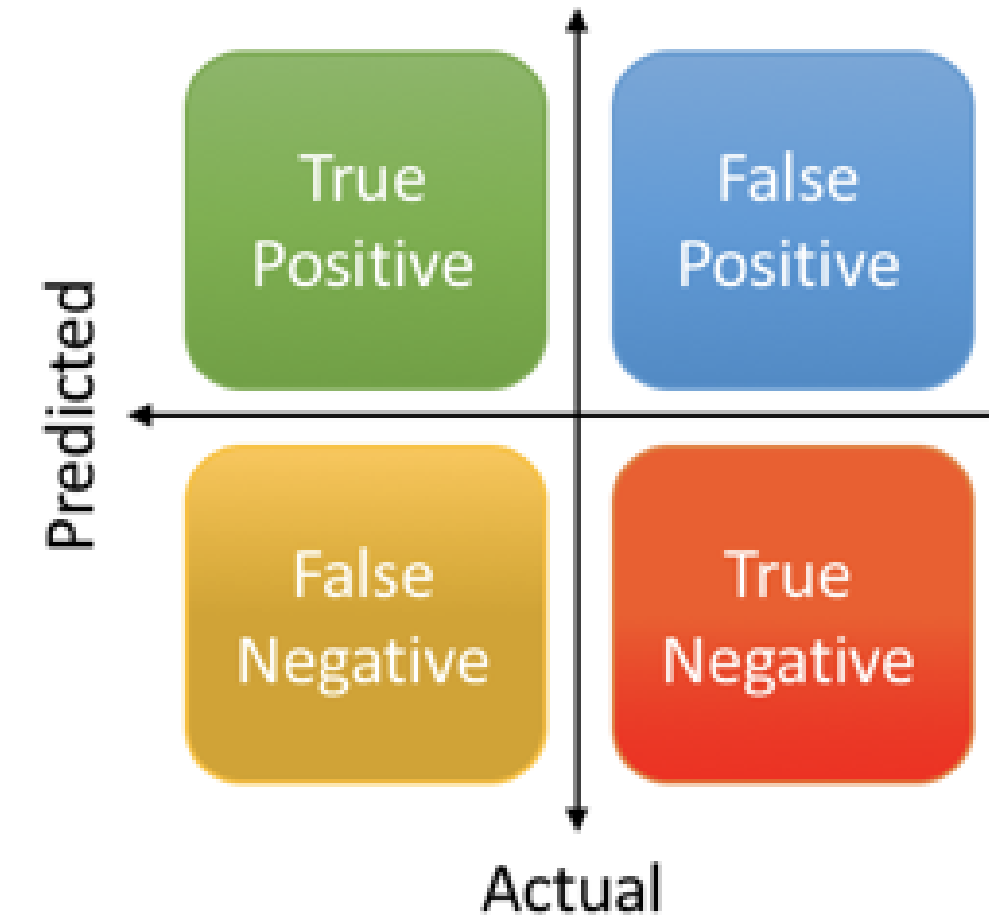 True
Positive
False
Positive
Predicted
False
Negative
True
Negative
Actual